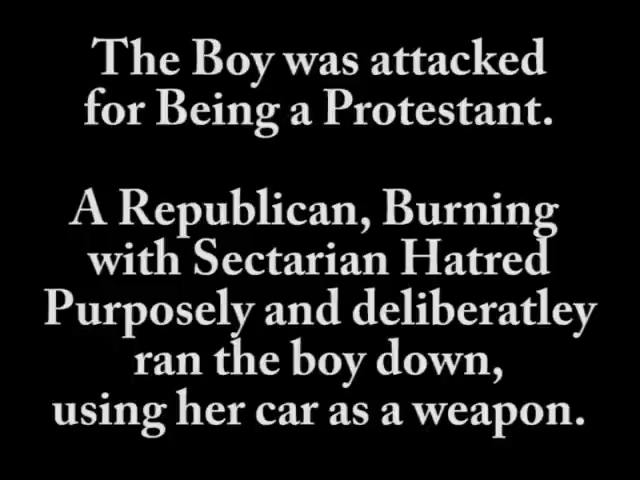 The Boy was attacked
for Being a Protestant.
A Republican, Burning
with Sectarian Hatred
Purposely and deliberatley
ran the boy down,
using her car as a weapon.